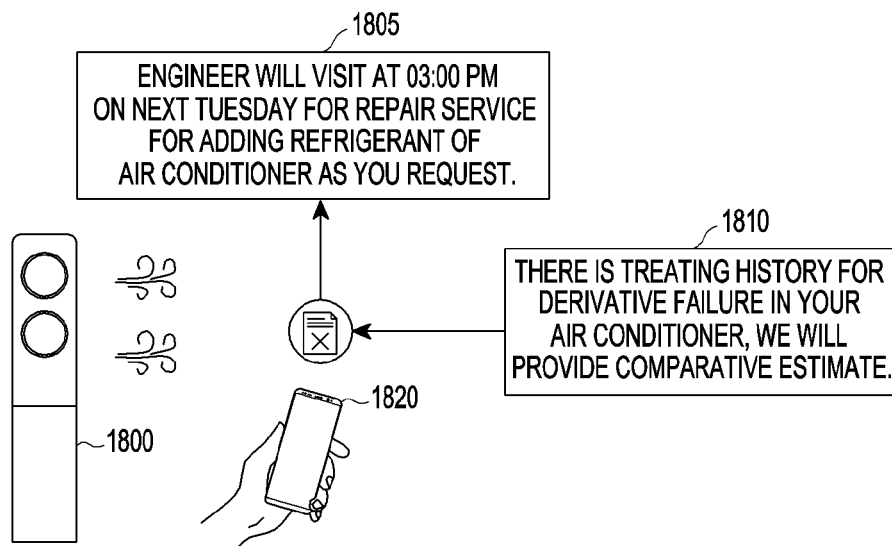 1805
ENGINEER WILL VISIT AT 03:00 PM
ON NEXT TUESDAY FOR REPAIR SERVICE
FOR ADDING REFRIGERANT OF
AIR CONDITIONER AS YOU REQUEST.
1810
THERE IS TREATING HISTORY FOR
DERIVATIVE FAILURE IN YOUR
AIR CONDITIONER, WE WILL
PROVIDE COMPARATIVE ESTIMATE.
1820
1800